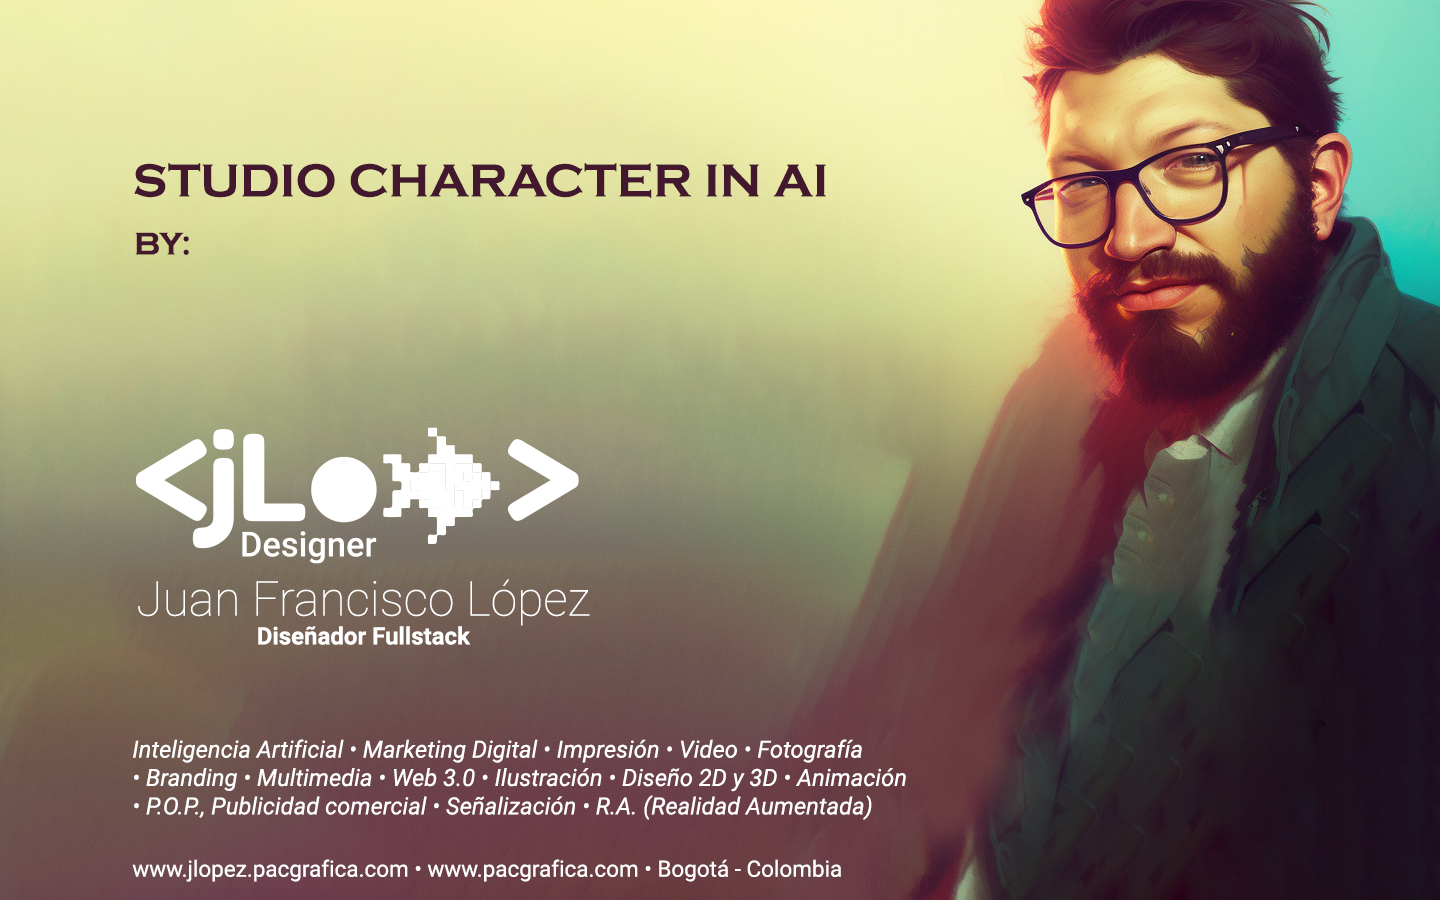 STUDIO CHARACTER IN AI
BY:
<jLo>
Designer
Juan Francisco López
Diseñador Fullstack
Inteligencia Artificial • Marketing Digital • Impresión • Video • Fotografía
• Branding • Multimedia • Web 3.0 • Ilustración • Diseño 2D y 3D • Animación
• P.O.P., Publicidad comercial • Señalización • R.A. (Realidad Aumentada)
www.jlopez.pacgrafica.com • www.pacgrafica.com • Bogotá - Colombia